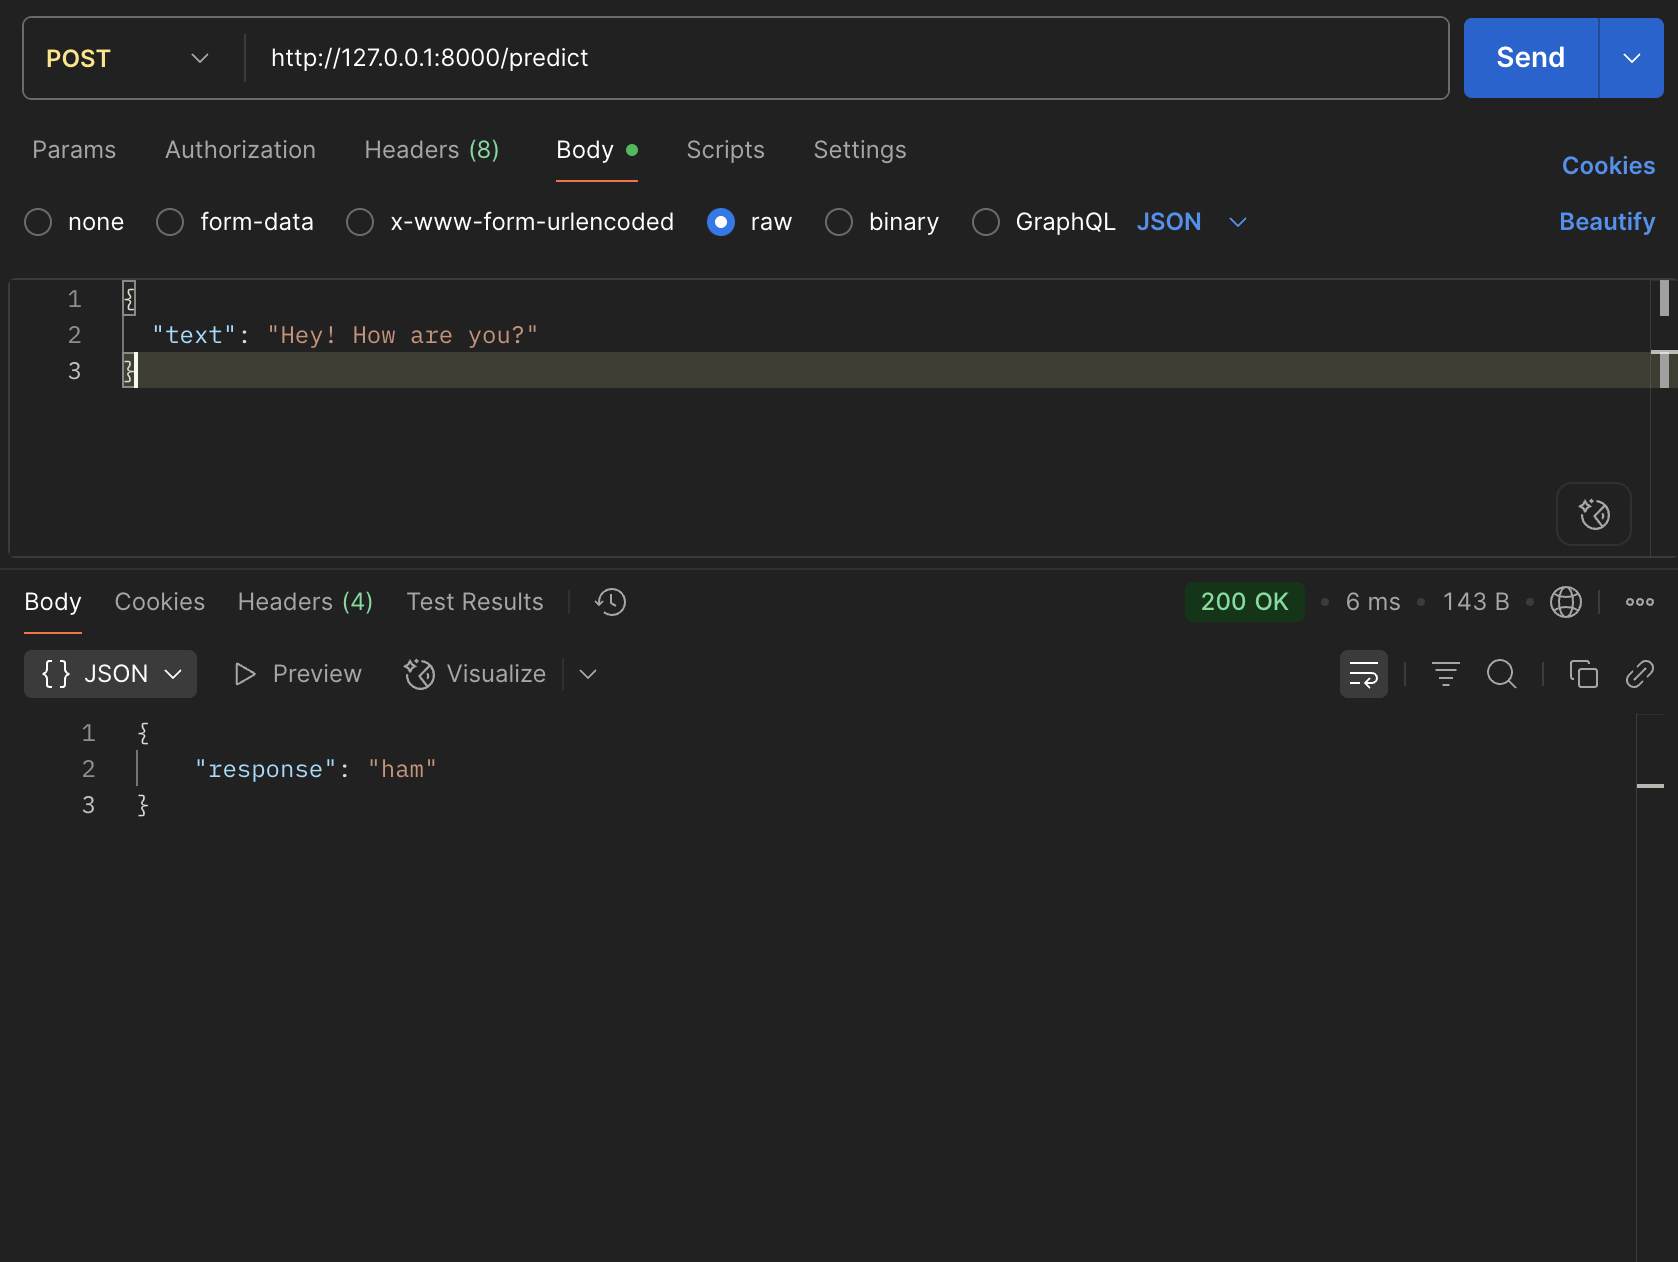 POST http://127.0.0.1:8000/predict Send
Params Authorization Headers (8) Body Scripts Settings Cookies
none form-data x-www-form-urlencoded raw binary GraphQL JSON Beautify
1 {
2 "text": "Hey! How are you?"
3 }
Body Cookies Headers (4) Test Results 200 OK 6 ms 143 B
{} JSON Preview Visualize
1 {
2 "response": "ham"
3 }